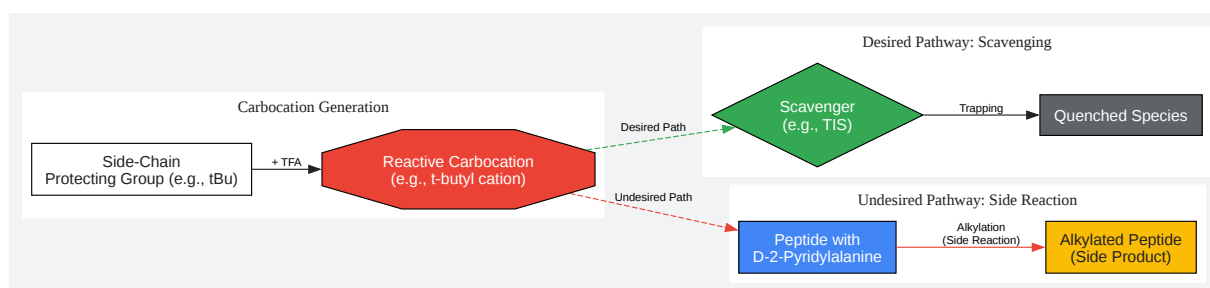 Carbocation Generation
Side-Chain
Protecting Group (e.g., tBu)
+ TFA
Reactive Carbocation
(e.g., t-butyl cation)
Desired Path
Undesired Path
Desired Pathway: Scavenging
Scavenger
(e.g., TIS)
Trapping
Quenched Species
Undesired Pathway: Side Reaction
Peptide with
D-2-Pyridylalanine
Alkylation
(Side Reaction)
Alkylated Peptide
(Side Product)